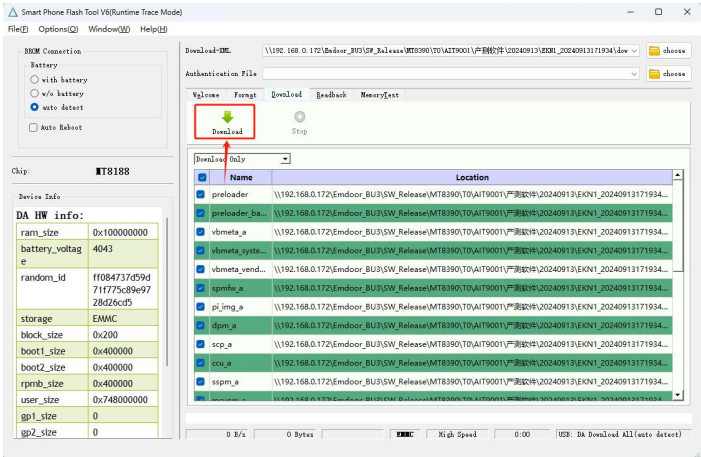 Smart Phone Flash Tool V6(Runtime Trace Mode)
File(F) Options(O) Window(W) Help(H)
BROM Connection
Battery
with battery
w/o battery
auto detect
Auto Reboot
Chip: MT8188
Device Info
DA HW info:
ram_size 0x100000000
battery_voltag
e 4043
random_id ff084737d59d
71f775c89e97
28d26cd5
storage EMMC
block_size 0x200
boot1_size 0x400000
boot2_size 0x400000
rpmb_size 0x400000
user_size 0x748000000
gp1_size 0
gp2_size 0
Download-XML \\192.168.0.172\Emdoor_BU3\SW_Release\MT8390\T0\AIT9001\产测软件\20240913\EKN1_20240913171934\dow choose
Authentication File choose
Welcome Format Download Readback MemoryTest
Download Stop
Download Only
Name Location
preloader \\192.168.0.172\Emdoor_BU3\SW_Release\MT8390\T0\AIT9001\产测软件\20240913\EKN1_20240913171934...
preloader_ba... \\192.168.0.172\Emdoor_BU3\SW_Release\MT8390\T0\AIT9001\产测软件\20240913\EKN1_20240913171934...
vbmeta_a \\192.168.0.172\Emdoor_BU3\SW_Release\MT8390\T0\AIT9001\产测软件\20240913\EKN1_20240913171934...
vbmeta_syste... \\192.168.0.172\Emdoor_BU3\SW_Release\MT8390\T0\AIT9001\产测软件\20240913\EKN1_20240913171934...
vbmeta_vend... \\192.168.0.172\Emdoor_BU3\SW_Release\MT8390\T0\AIT9001\产测软件\20240913\EKN1_20240913171934...
spmfw_a \\192.168.0.172\Emdoor_BU3\SW_Release\MT8390\T0\AIT9001\产测软件\20240913\EKN1_20240913171934...
pi_img_a \\192.168.0.172\Emdoor_BU3\SW_Release\MT8390\T0\AIT9001\产测软件\20240913\EKN1_20240913171934...
dpm_a \\192.168.0.172\Emdoor_BU3\SW_Release\MT8390\T0\AIT9001\产测软件\20240913\EKN1_20240913171934...
scp_a \\192.168.0.172\Emdoor_BU3\SW_Release\MT8390\T0\AIT9001\产测软件\20240913\EKN1_20240913171934...
ccu_a \\192.168.0.172\Emdoor_BU3\SW_Release\MT8390\T0\AIT9001\产测软件\20240913\EKN1_20240913171934...
sspm_a \\192.168.0.172\Emdoor_BU3\SW_Release\MT8390\T0\AIT9001\产测软件\20240913\EKN1_20240913171934...
0 B/s 0 Bytes EMMC High Speed 0:00 USB: DA Download All(auto detect)